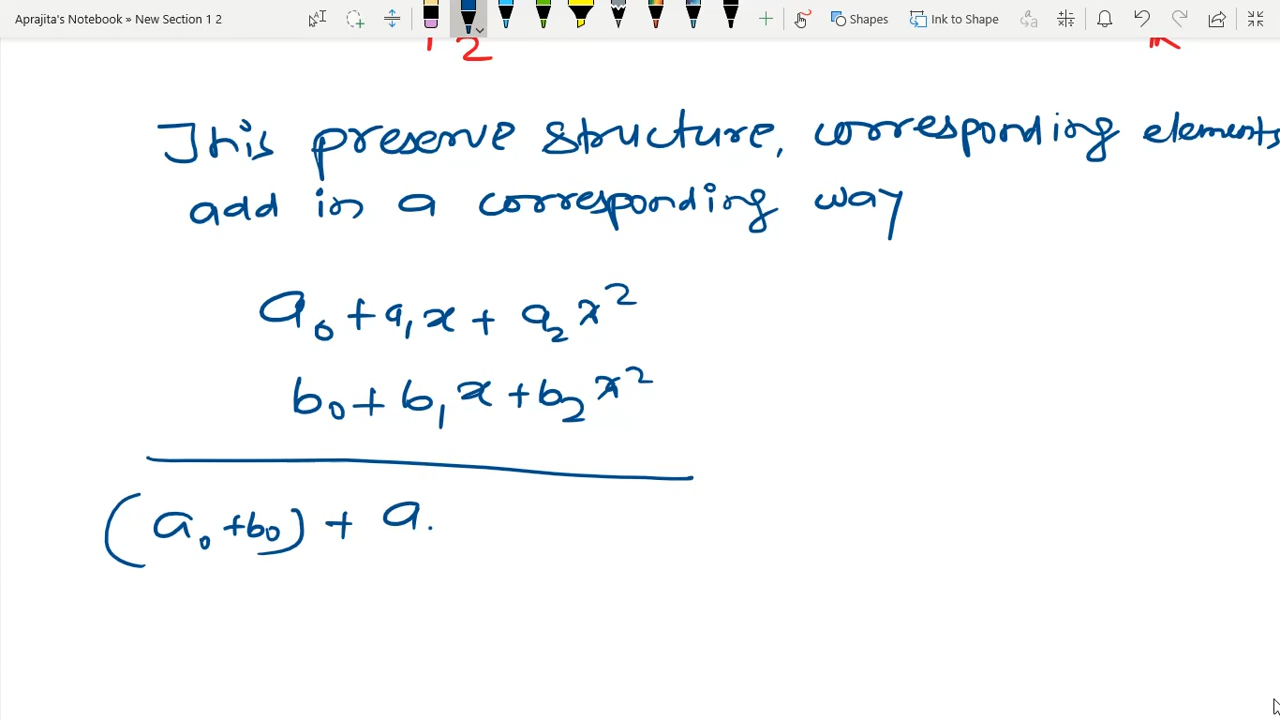 Aprajita's Notebook » New Section 1 2
Shapes
Ink to Shape
2
This preserve structure, corresponding elements
add in a corresponding way
a₀ + a₁x + a₂x²
b₀ + b₁x + b₂x²
(a₀ + b₀) + a.